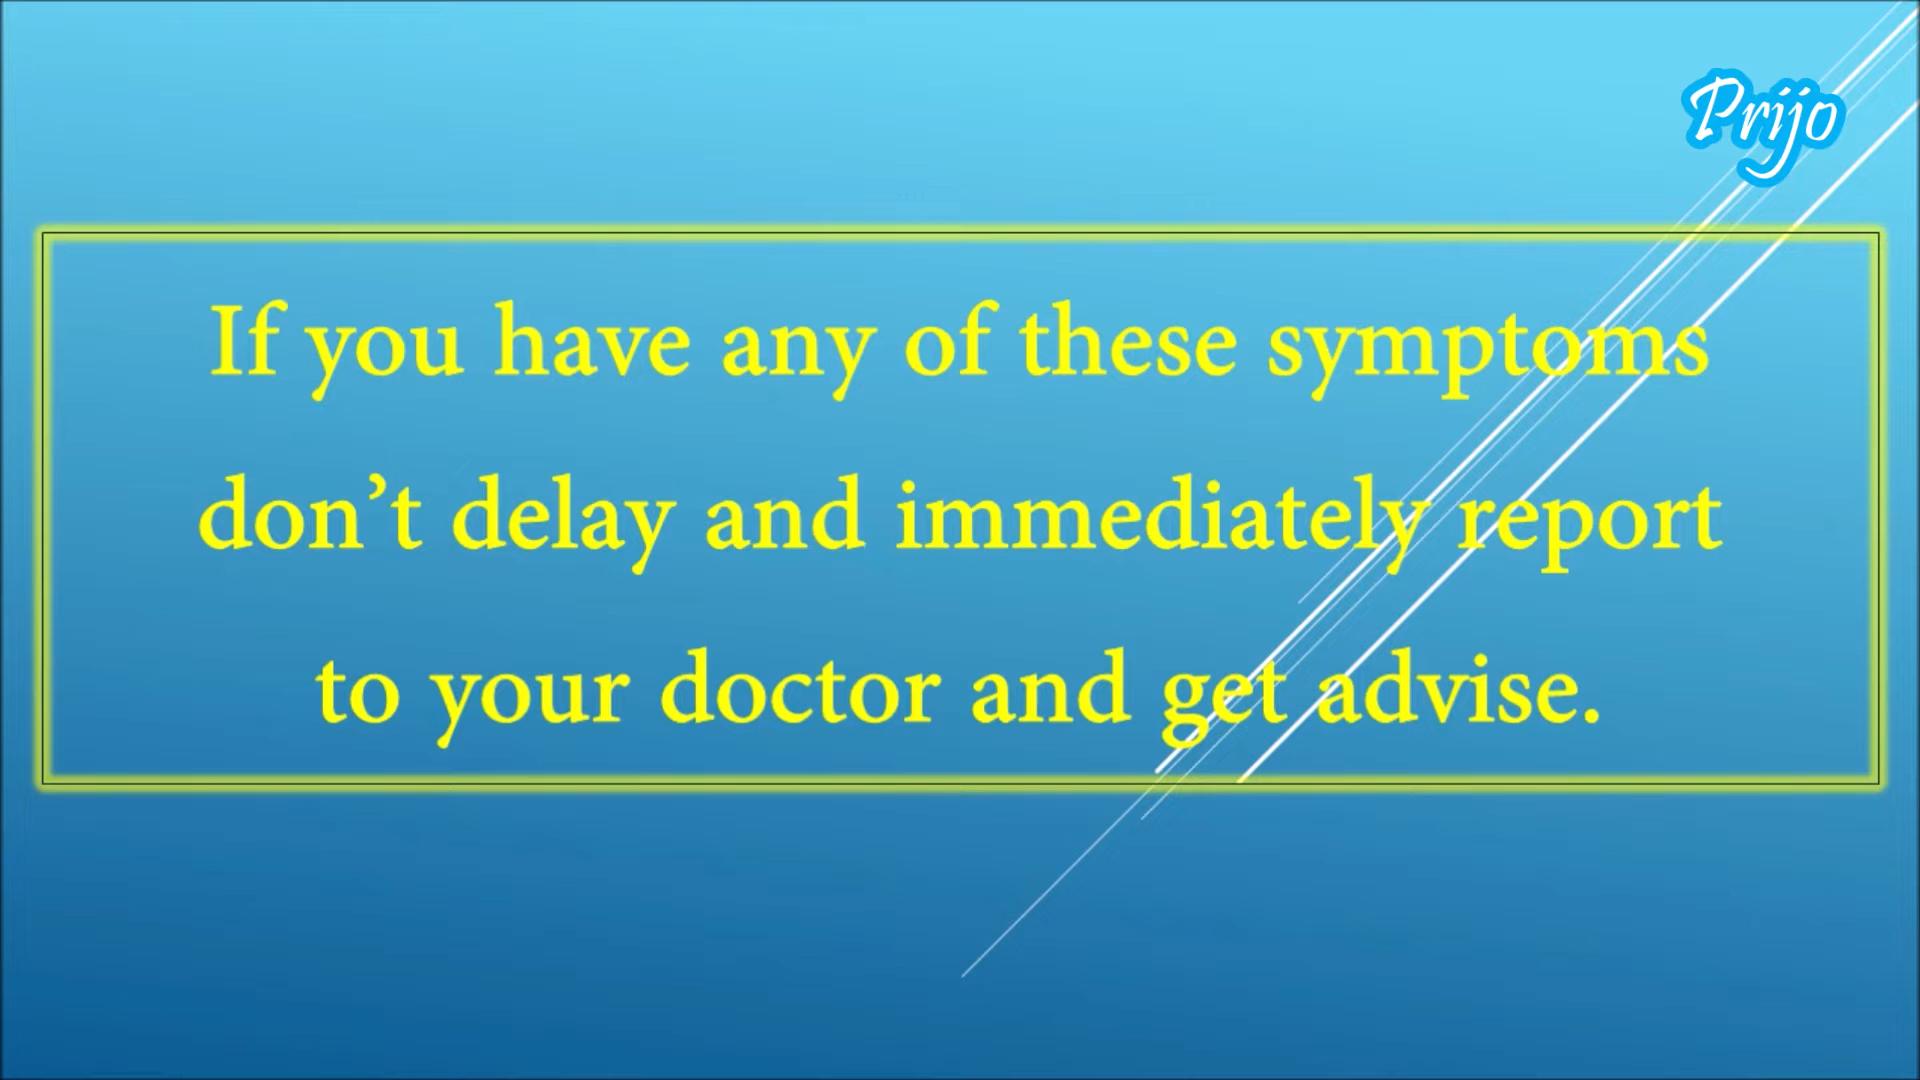 Prijo
If you have any of these symptoms
don’t delay and immediately report
to your doctor and get advise.